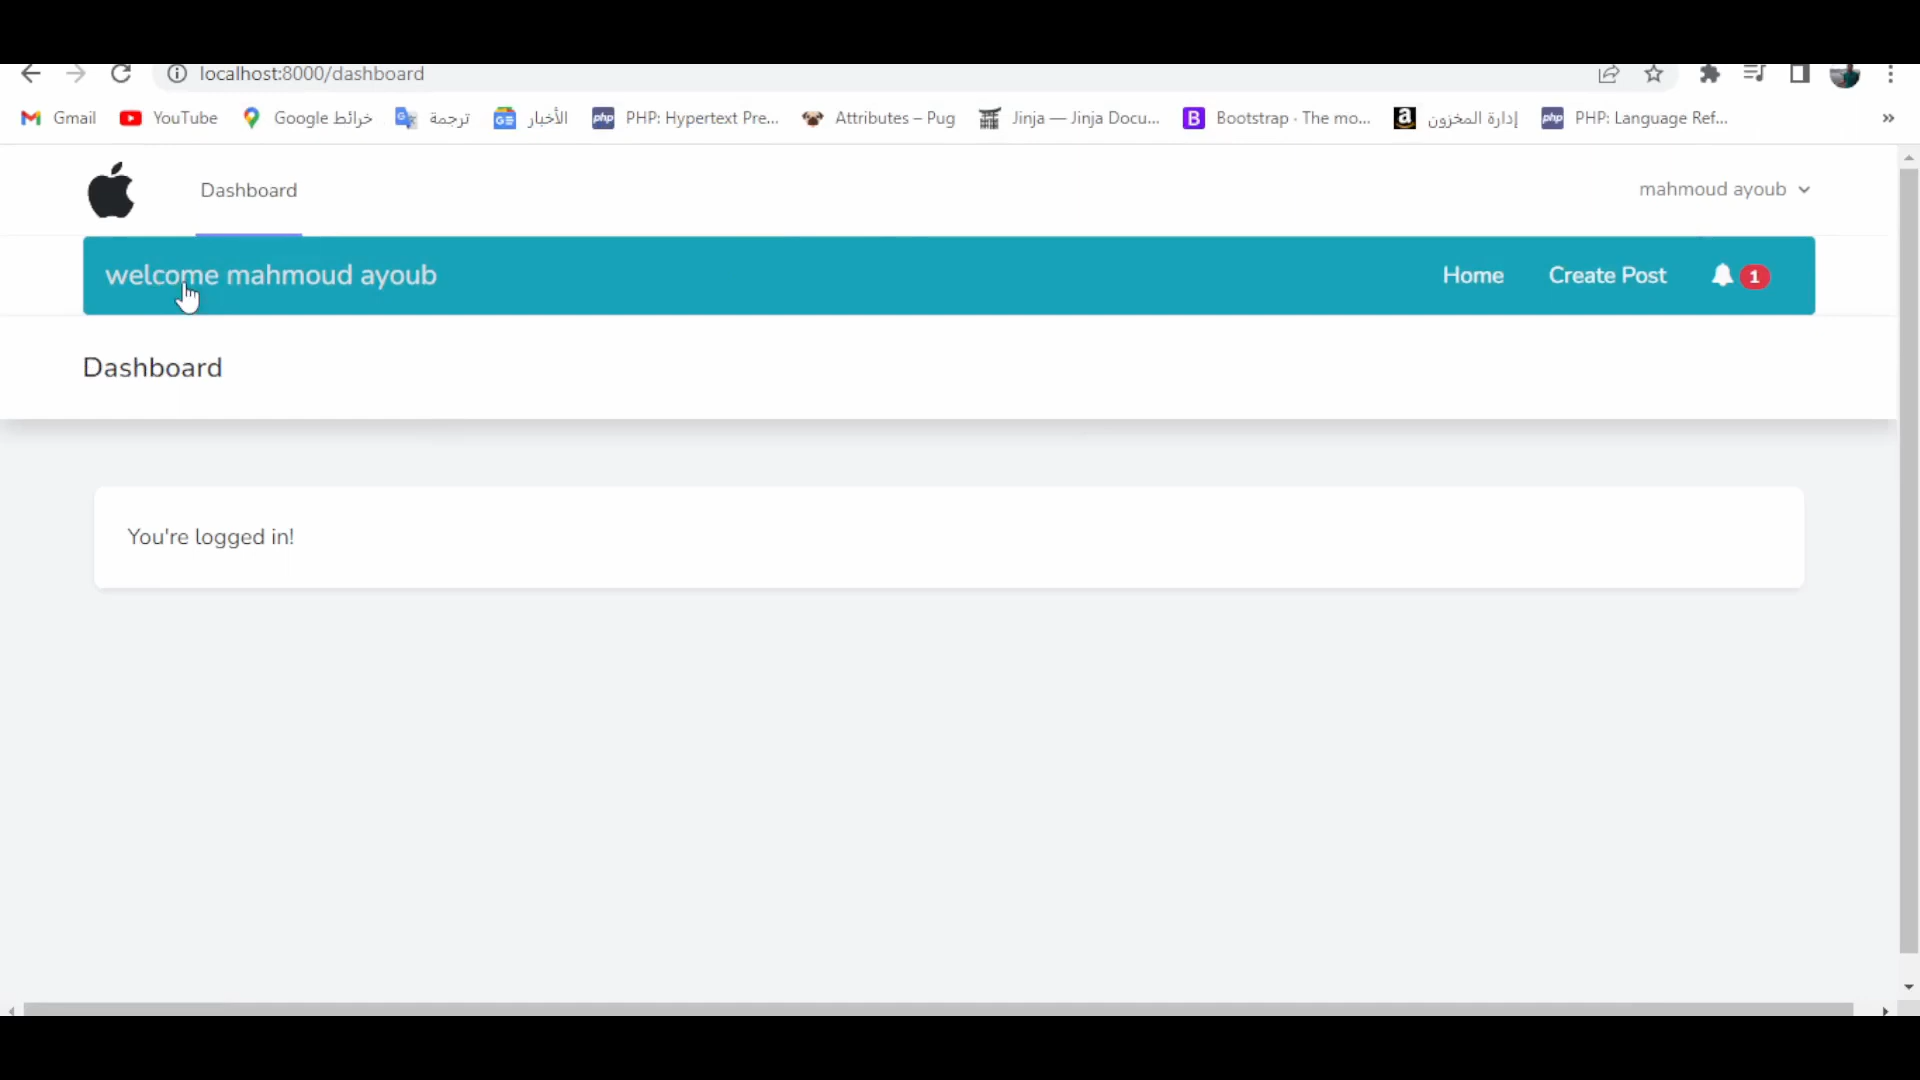 localhost:8000/dashboard
Gmail YouTube خرائط Google ترجمة الأخبار PHP: Hypertext Pre... Attributes – Pug Jinja — Jinja Docu... B Bootstrap · The mo... a إدارة المخزون php PHP: Language Ref... »
Dashboard mahmoud ayoub
welcome mahmoud ayoub Home Create Post 1
Dashboard
You're logged in!